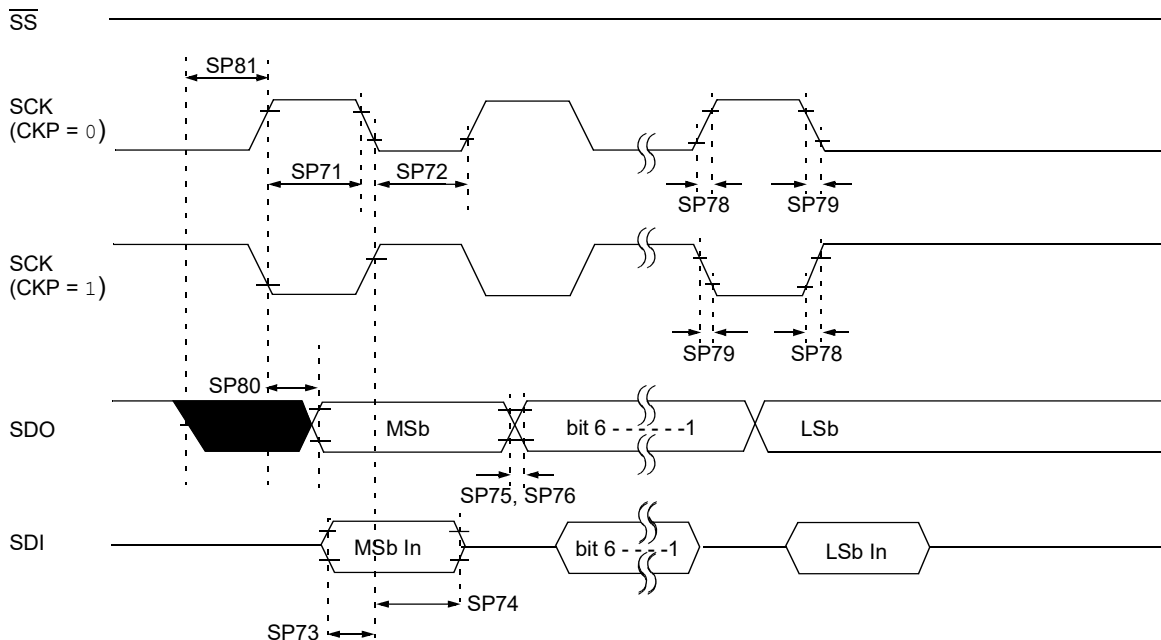 SS
SP81
SCK
(CKP = 0)
SP71
SP72
SP78
SP79
SCK
(CKP = 1)
SP79
SP78
SP80
SDO
MSb
bit 6 - - - - - -1
LSb
SP75, SP76
SDI
MSb In
bit 6 - - - - -1
LSb In
SP74
SP73